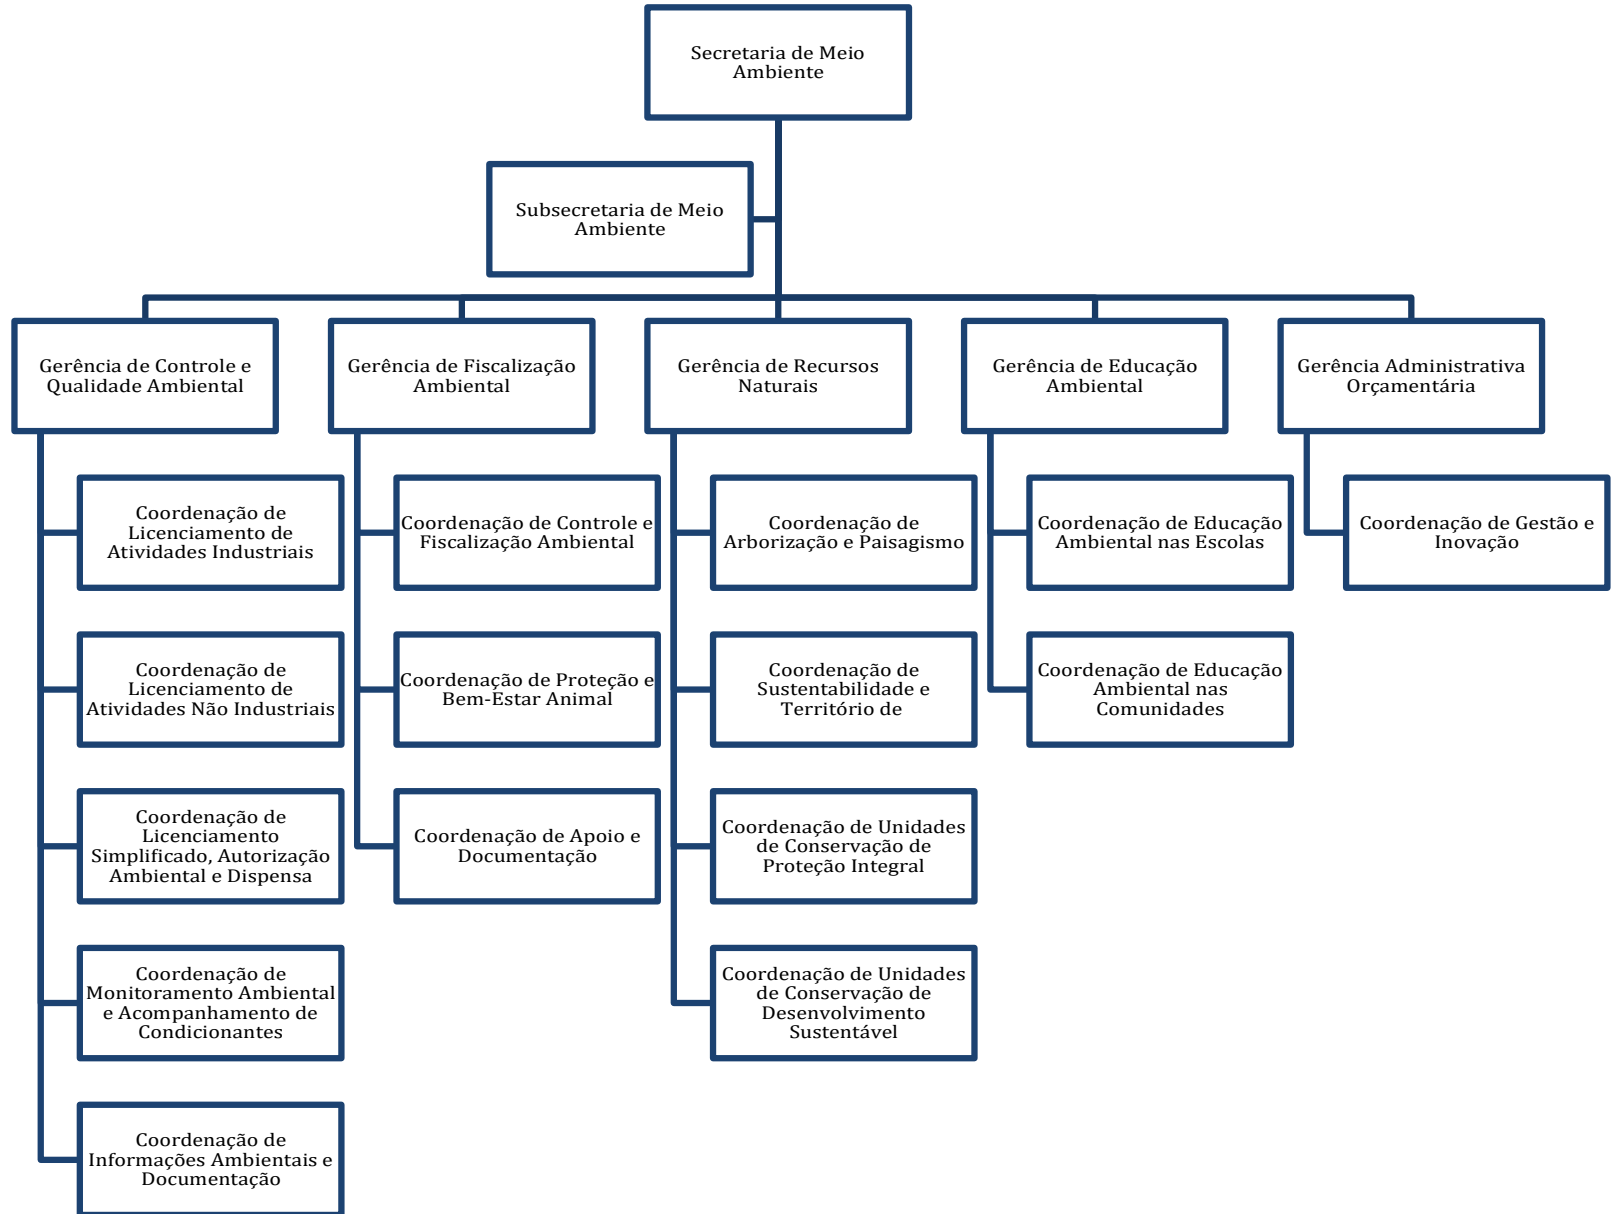 Secretaria de Meio
Ambiente
Subsecretaria de Meio
Ambiente
Gerência de Controle e
Qualidade Ambiental
Gerência de Fiscalização
Ambiental
Gerência de Recursos
Naturais
Gerência de Educação
Ambiental
Gerência Administrativa
Orçamentária
Coordenação de
Licenciamento de
Atividades Industriais
Coordenação de Controle e
Fiscalização Ambiental
Coordenação de
Arborização e Paisagismo
Coordenação de Educação
Ambiental nas Escolas
Coordenação de Gestão e
Inovação
Coordenação de
Licenciamento de
Atividades Não Industriais
Coordenação de Proteção e
Bem-Estar Animal
Coordenação de
Sustentabilidade e
Território de
Coordenação de Educação
Ambiental nas
Comunidades
Coordenação de
Licenciamento
Simplificado, Autorização
Ambiental e Dispensa
Coordenação de Apoio e
Documentação
Coordenação de Unidades
de Conservação de
Proteção Integral
Coordenação de
Monitoramento Ambiental
e Acompanhamento de
Condicionantes
Coordenação de Unidades
de Conservação de
Desenvolvimento
Sustentável
Coordenação de
Informações Ambientais e
Documentação